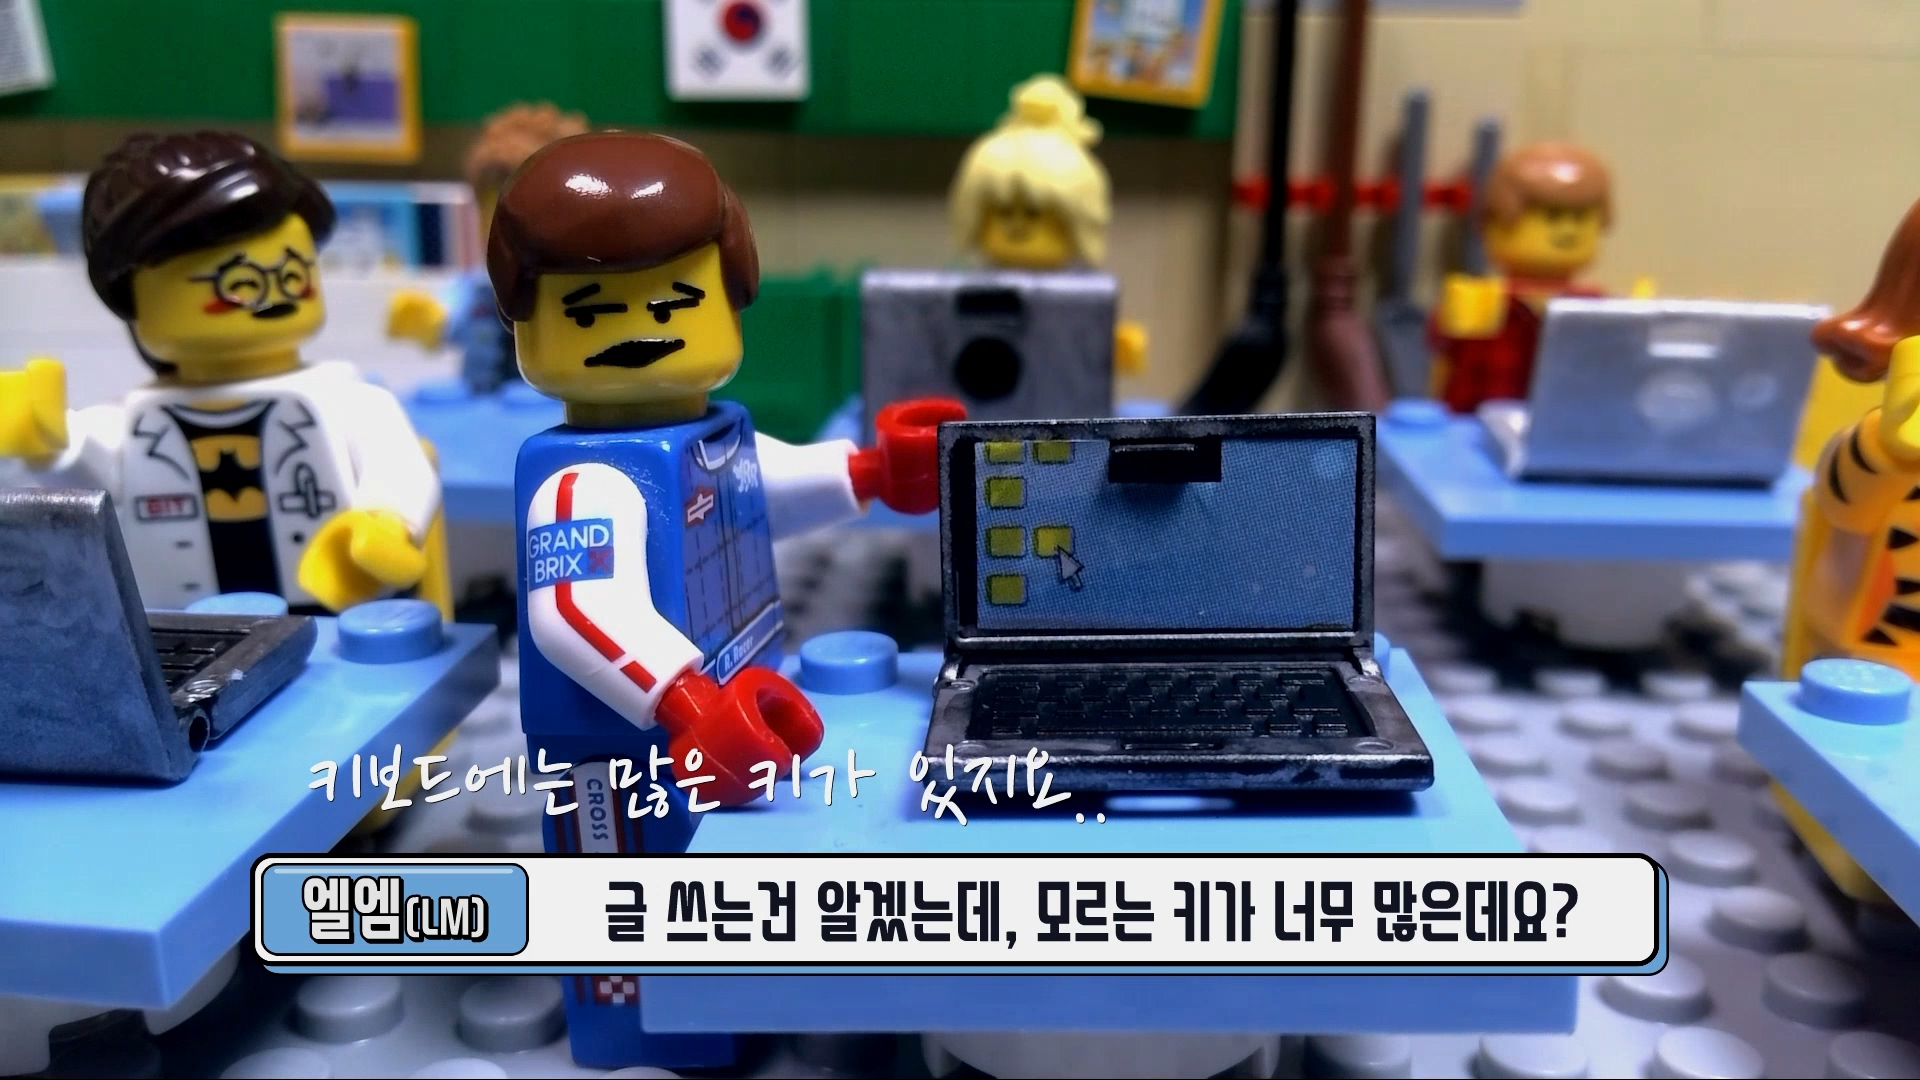 GRAND
BRIX
R. Racer
CROSS
키보드에는 많은 키가 있지요..
엘엠(LM)
글 쓰는건 알겠는데, 모르는 키가 너무 많은데요?